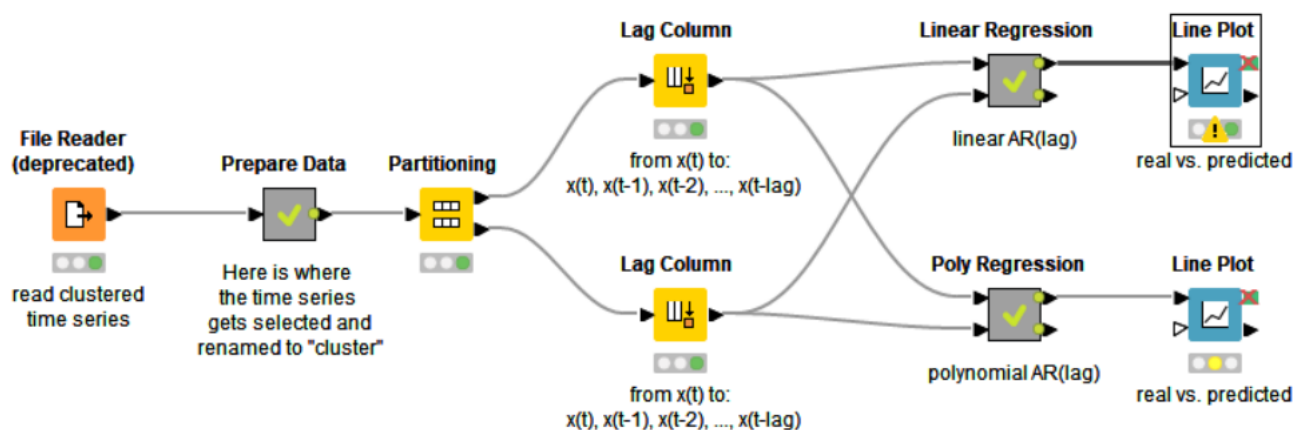 Lag Column
from x(t) to:
x(t), x(t-1), x(t-2), ..., x(t-lag)
Linear Regression
linear AR(lag)
Line Plot
real vs. predicted
File Reader
(deprecated)
read clustered
time series
Prepare Data
Here is where
the time series
gets selected and
renamed to "cluster"
Partitioning
Lag Column
from x(t) to:
x(t), x(t-1), x(t-2), ..., x(t-lag)
Poly Regression
polynomial AR(lag)
Line Plot
real vs. predicted